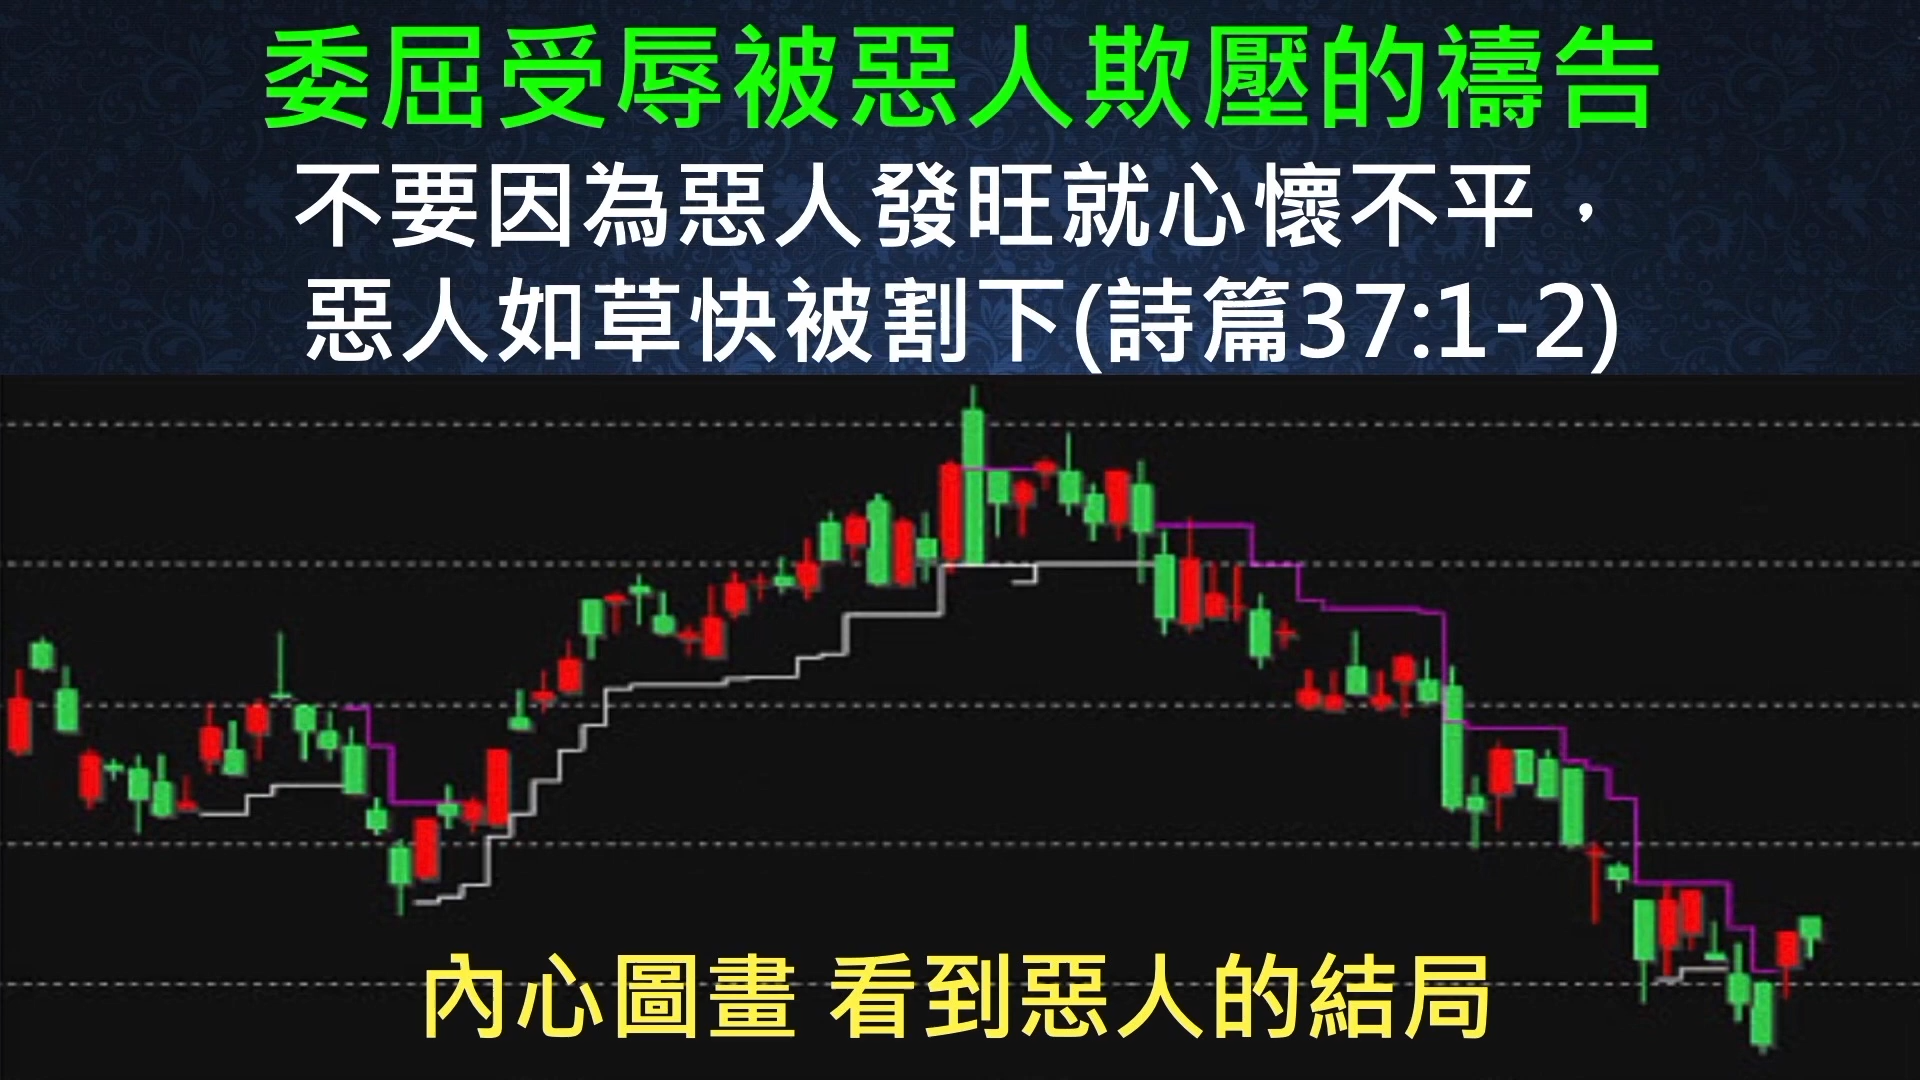 委屈受辱被惡人欺壓的禱告
不要因為惡人發旺就心懷不平，
惡人如草快被割下(詩篇37:1-2)
內心圖畫 看到惡人的結局